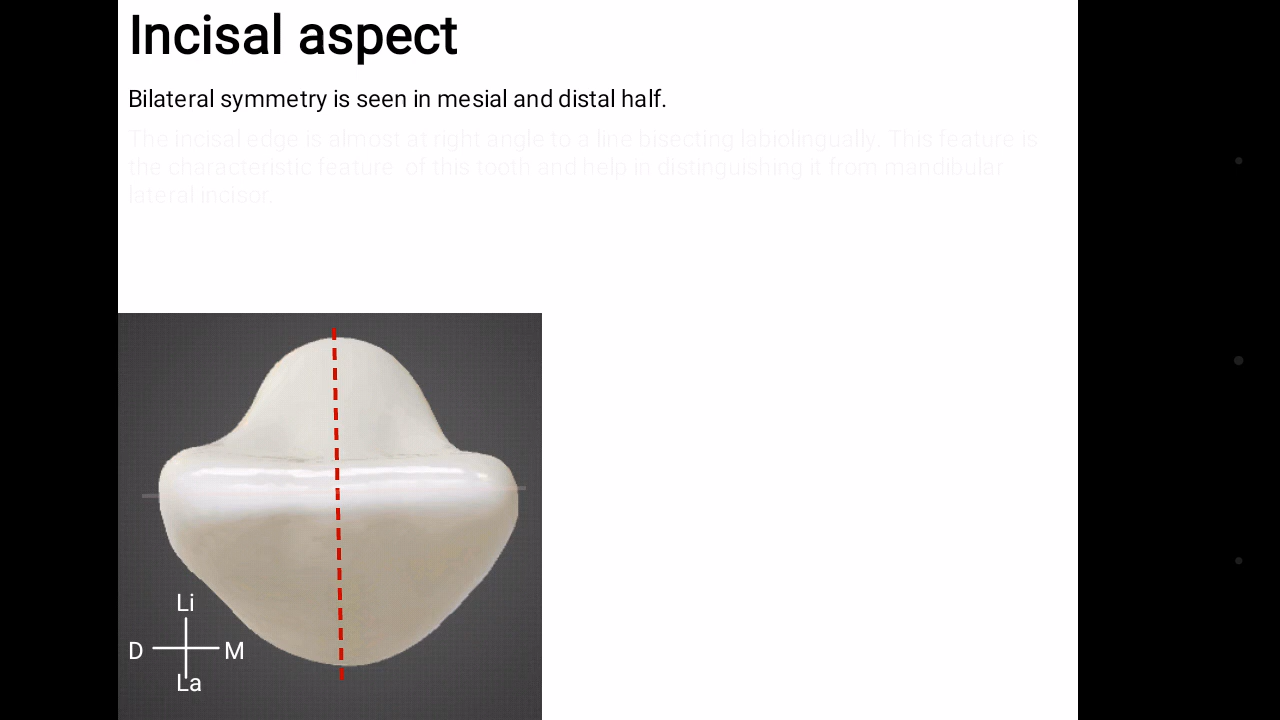 Incisal aspect
Bilateral symmetry is seen in mesial and distal half.
The incisal edge is almost at right angle to a line bisecting labiolingually. This feature is
the characteristic feature of this tooth and help in distinguishing it from mandibular
lateral incisor.
Li
D M
La